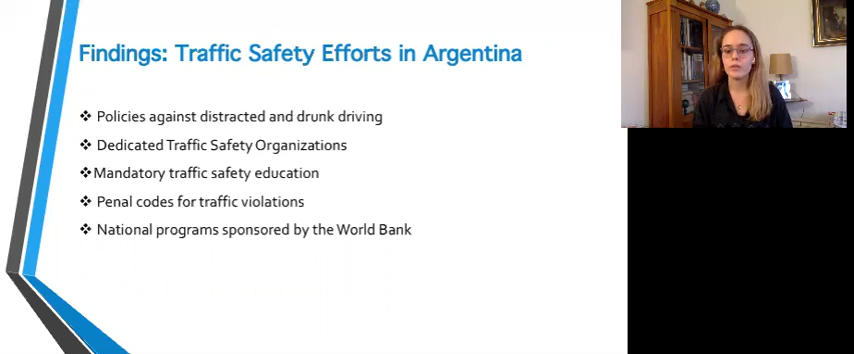 Findings: Traffic Safety Efforts in Argentina
❖ Policies against distracted and drunk driving
❖ Dedicated Traffic Safety Organizations
❖ Mandatory traffic safety education
❖ Penal codes for traffic violations
❖ National programs sponsored by the World Bank